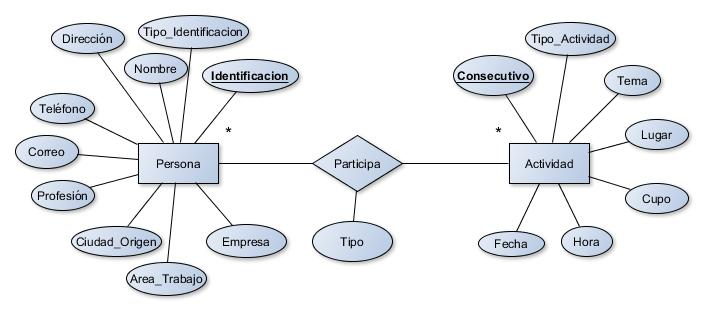 Dirección
Tipo_Identificacion
Nombre
Identificacion
Teléfono
Correo
Profesión
Persona
*
Ciudad_Origen
Area_Trabajo
Empresa
Participa
Tipo
*
Consecutivo
Tipo_Actividad
Tema
Lugar
Actividad
Cupo
Fecha
Hora